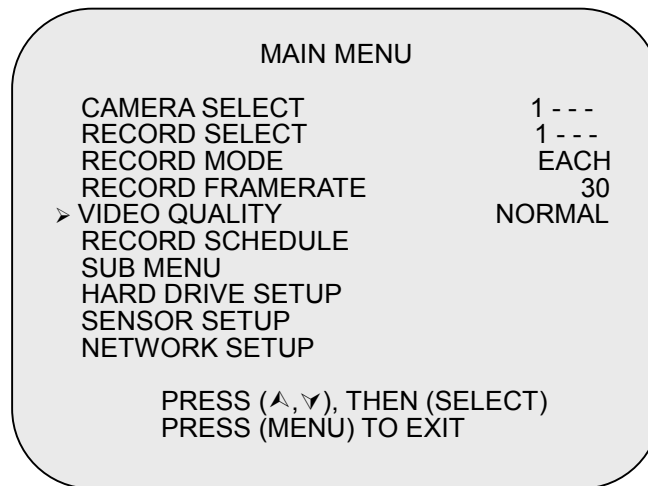 MAIN MENU
CAMERA SELECT 1 - - -
RECORD SELECT 1 - - -
RECORD MODE EACH
RECORD FRAMERATE 30
➢ VIDEO QUALITY NORMAL
RECORD SCHEDULE
SUB MENU
HARD DRIVE SETUP
SENSOR SETUP
NETWORK SETUP
PRESS (⮝,⮟), THEN (SELECT)
PRESS (MENU) TO EXIT